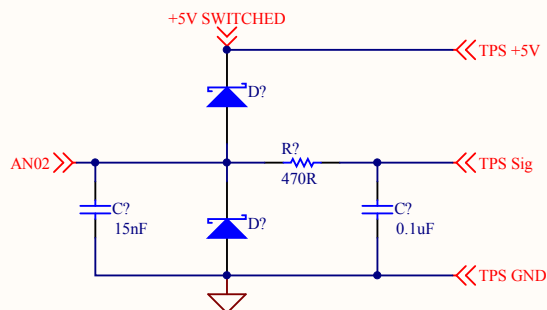 +5V SWITCHED
TPS +5V
D?
R?
AN02
TPS Sig
470R
C?
D?
C?
15nF
0.1uF
TPS GND